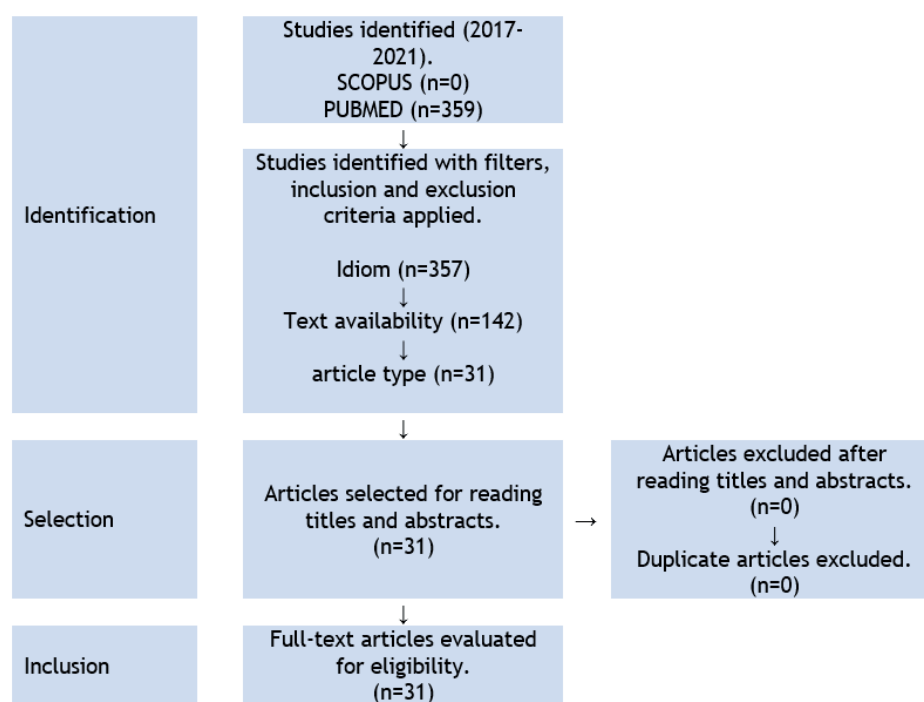 Identification
Studies identified (2017-
2021).
SCOPUS (n=0)
PUBMED (n=359)
↓
Studies identified with filters,
inclusion and exclusion
criteria applied.
Idiom (n=357)
↓
Text availability (n=142)
↓
article type (n=31)
↓
Selection
Articles selected for reading
titles and abstracts.
(n=31)
→
Articles excluded after
reading titles and abstracts.
(n=0)
↓
Duplicate articles excluded.
(n=0)
↓
Inclusion
Full-text articles evaluated
for eligibility.
(n=31)